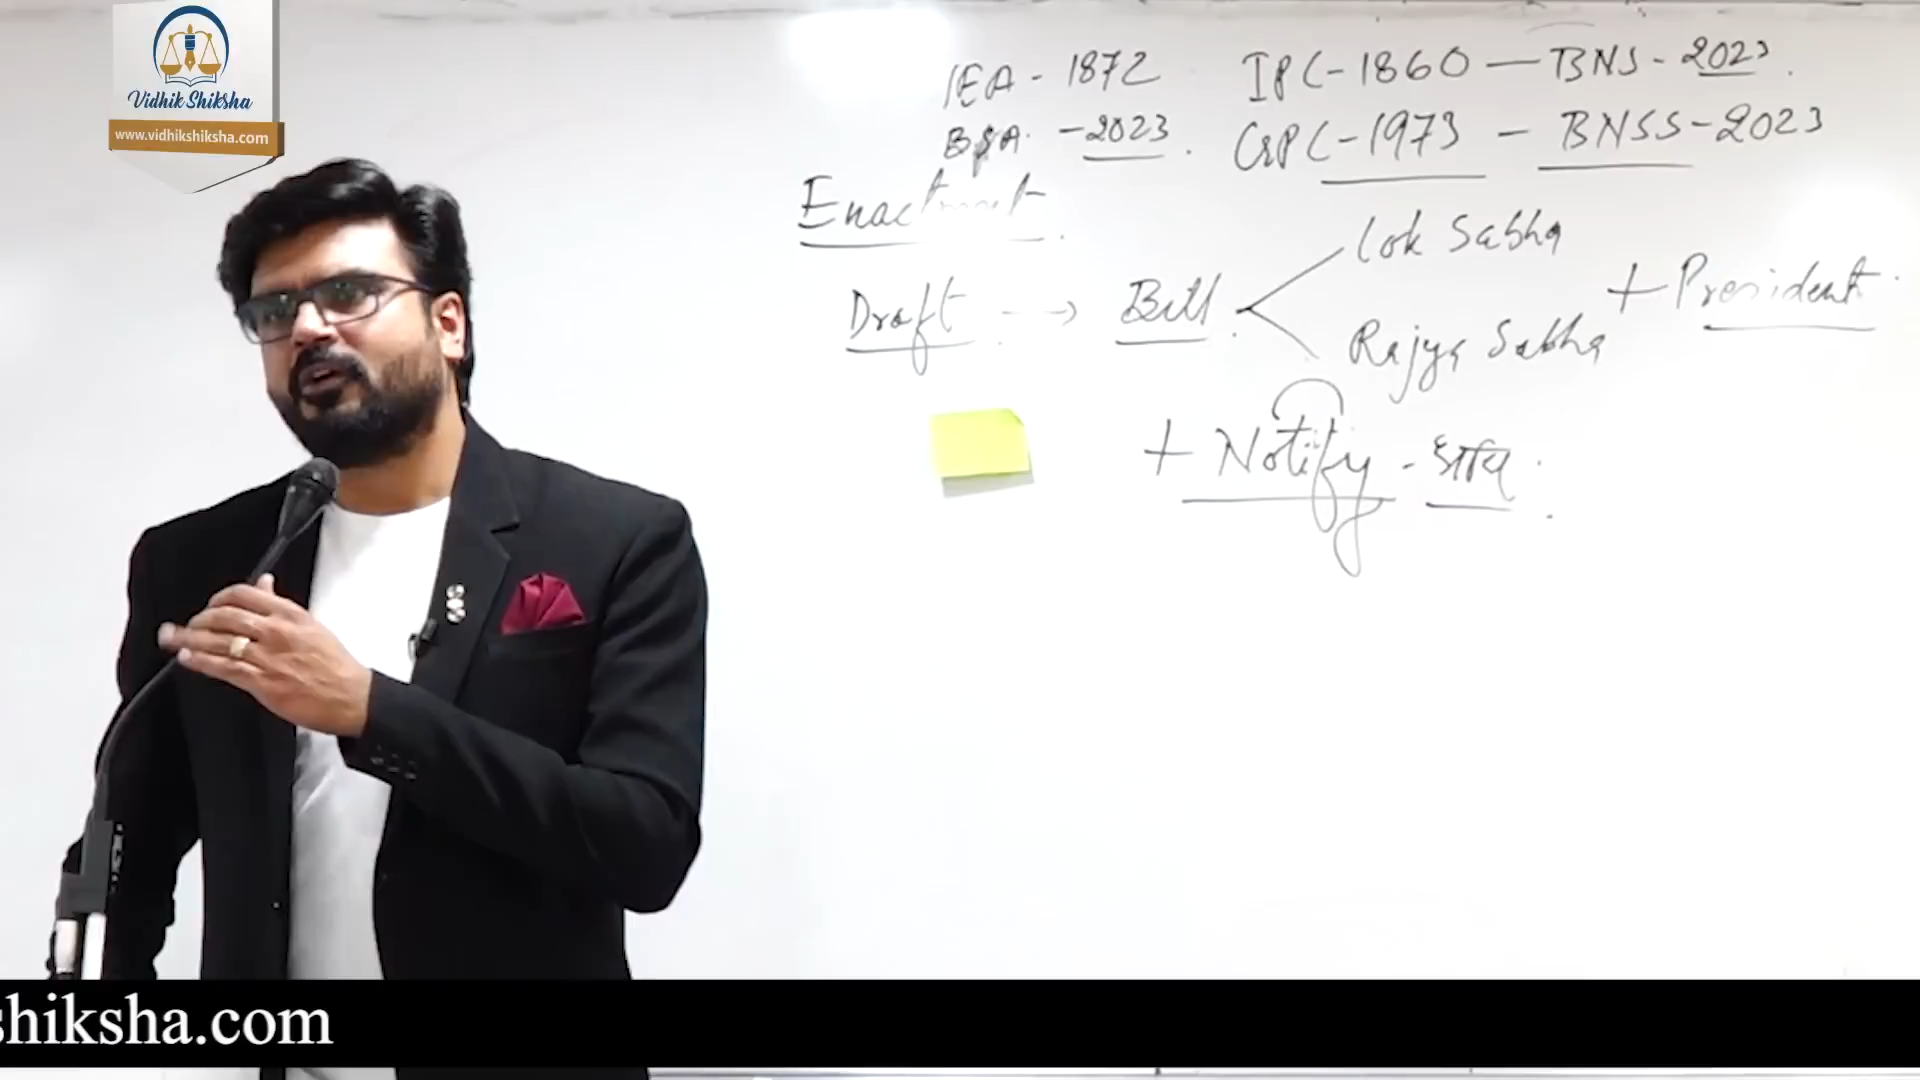 Vidhik Shiksha
www.vidhikshiksha.com
IEA - 1872 IPC - 1860 — BNS - 2023.
BSA. - 2023. CrPC - 1973 - BNSS - 2023
Enactment.
Lok Sabha
Draft → Bill. + President.
Rajya Sabha
+ Notify -
shiksha.com